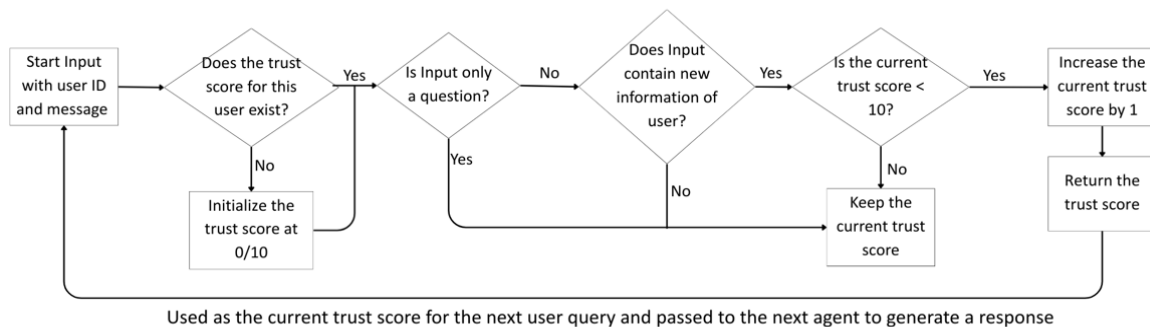 Start Input
with user ID
and message
Does the trust
score for this
user exist?
Yes
No
Initialize the
trust score at
0/10
Is Input only
a question?
No
Yes
Does Input
contain new
information of
user?
Yes
No
Is the current
trust score <
10?
Yes
No
Keep the
current trust
score
Increase the
current trust
score by 1
Return the
trust score
Used as the current trust score for the next user query and passed to the next agent to generate a response